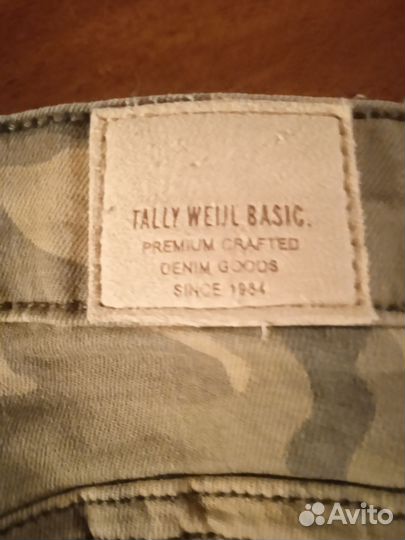 TALLY WEIJL BASIC.
PREMIUM CRAFTED
DENIM GOODS
SINCE 1984
Avito